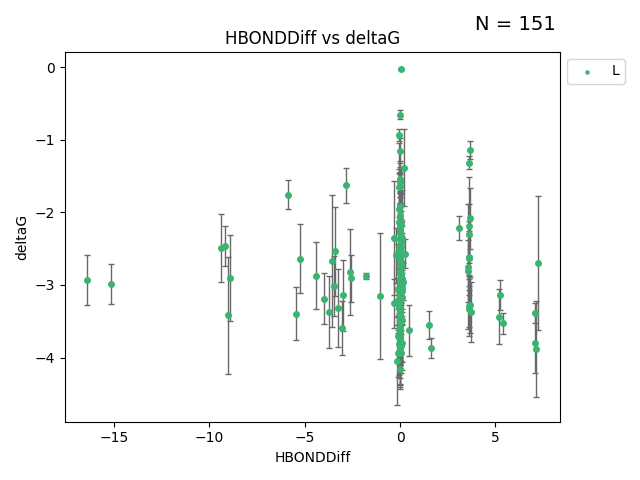 N = 151
HBONDDiff vs deltaG
L
deltaG
0
−1
−2
−3
−4
−15
−10
−5
0
5
HBONDDiff